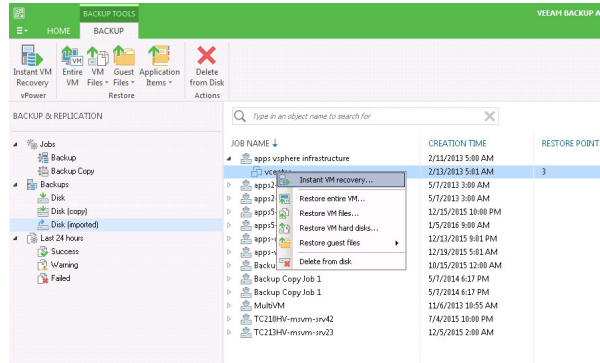 BACKUP TOOLS
VEEAM BACKUP A
HOME BACKUP
Instant VM Recovery
Entire VM
VM Files
Guest Files
Application Items
Delete from Disk
vPower Restore Actions
BACKUP & REPLICATION
Type in an object name to search for
JOB NAME CREATION TIME RESTORE POINT
Jobs
Backup
Backup Copy
Backups
Disk
Disk (copy)
Disk (imported)
Last 24 hours
Success
Warning
Failed
apps vsphere infrastructure 2/11/2013 5:00 AM
2/13/2013 5:01 AM 3
apps2- 5/7/2013 3:00 AM
apps2- 5/7/2013 3:00 AM
apps5- 12/15/2015 10:00 PM
apps5- 1/5/2016 9:00 AM
12/13/2015 9:01 PM
12/19/2015 5:01 AM
Backu 10/15/2015 12:00 AM
Backup Copy Job 1 5/7/2014 6:17 PM
Backup Copy Job 1 5/7/2014 6:17 PM
MultiVM 11/6/2013 10:55 AM
TC210HV-msvm-srv42 7/4/2015 10:00 PM
TC213HV-msvm-srv23 12/5/2015 2:00 AM
Instant VM recovery...
Restore entire VM...
Restore VM files...
Restore VM hard disks...
Restore guest files
Delete from disk